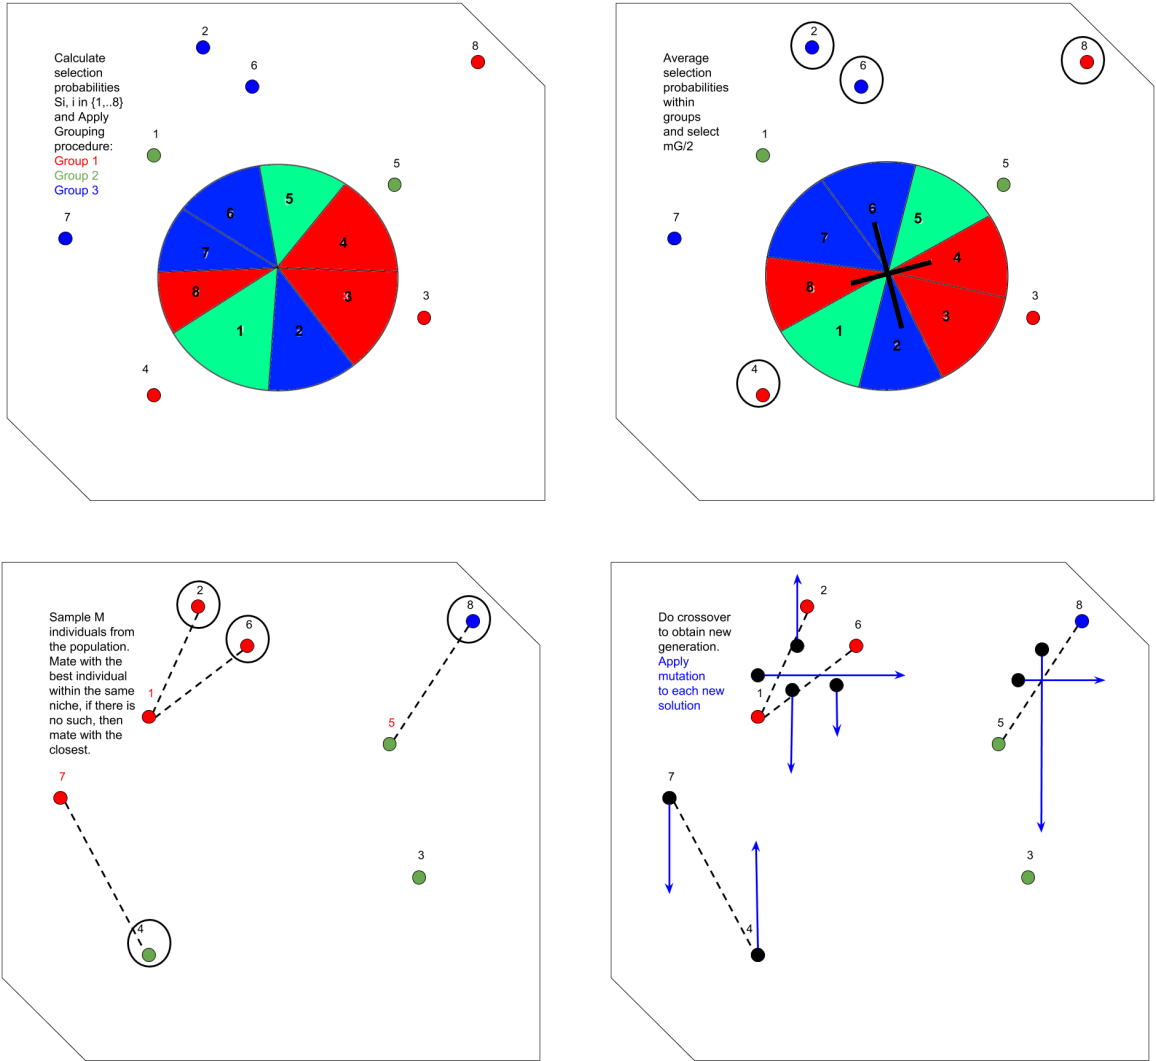 Calculate
selection
probabilities
Si, i in {1,..8}
and Apply
Grouping
procedure:
Group 1
Group 2
Group 3
2
6
8
1
5
7
3
4
5
6
4
7
8
3
1
2
Average
selection
probabilities
within
groups
and select
mG/2
2
6
8
1
5
7
3
4
6
5
7
4
8
3
1
2
Sample M
individuals from
the population.
Mate with the
best individual
within the same
niche, if there is
no such, then
mate with the
closest.
2
6
8
1
5
7
3
4
Do crossover
to obtain new
generation.
Apply
mutation
to each new
solution
2
6
8
1
5
7
3
4